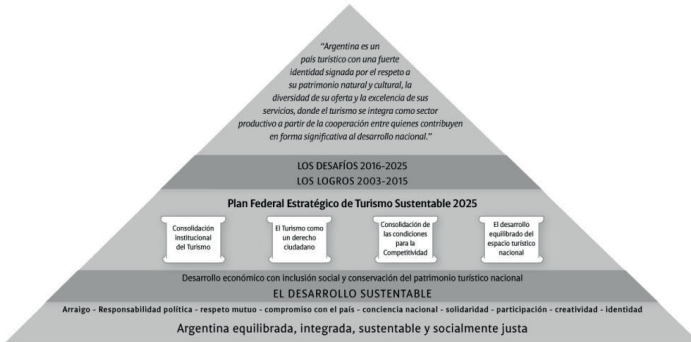 "Argentina es un
país turístico con una fuerte
identidad signada por el respeto a
su patrimonio natural y cultural, la
diversidad de su oferta y la excelencia de sus
servicios, donde el turismo se integra como sector
productivo a partir de la cooperación entre quienes contribuyen
en forma significativa al desarrollo nacional."
LOS DESAFÍOS 2016-2025
LOS LOGROS 2003-2015
Plan Federal Estratégico de Turismo Sustentable 2025
Consolidación
institucional
del Turismo
El Turismo como
un derecho
ciudadano
Consolidación de
las condiciones
para la
Competitividad
El desarrollo
equilibrado del
espacio turístico
nacional
Desarrollo económico con inclusión social y conservación del patrimonio turístico nacional
EL DESARROLLO SUSTENTABLE
Arraigo - Responsabilidad política - respeto mutuo - compromiso con el país - conciencia nacional - solidaridad - participación - creatividad - identidad
Argentina equilibrada, integrada, sustentable y socialmente justa